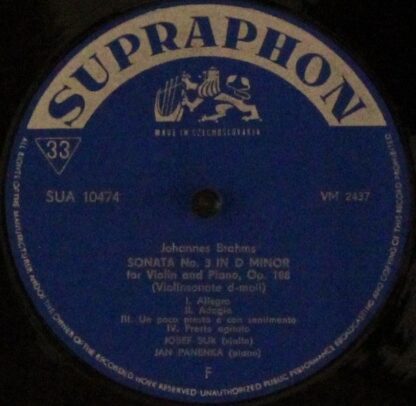 SUPRAPHON
MADE IN CZECHOSLOVAKIA
33
SUA 10474
VM 2437
Johannes Brahms
SONATA No. 3 IN D MINOR
for Violin and Piano, Op. 108
(Violinsonate d-moll)
I. Allegro
II. Adagio
III. Un poco presto e con sentimento
IV. Presto agitato
JOSEF SUK (violin)
JAN PANENKA (piano)
F
ALL RIGHTS OF THE MANUFACTURER AND OF THE OWNER OF THE RECORDED WORK RESERVED UNAUTHORIZED PUBLIC PERFORMANCE BROADCASTING AND COPYING OF THIS RECORD PROHIBITED